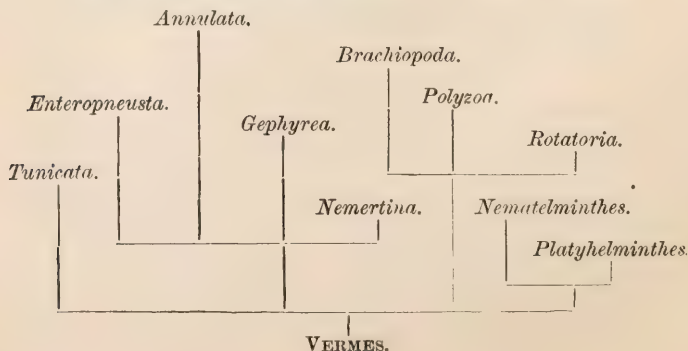 Annulata.
Brachiopoda.
Enteropneusta.
Polyzoa.
Gephyrea.
Rotatoria.
Tunicata.
Nemertina.
Nematelminthes.
Platyhelminthes.
VERMES.